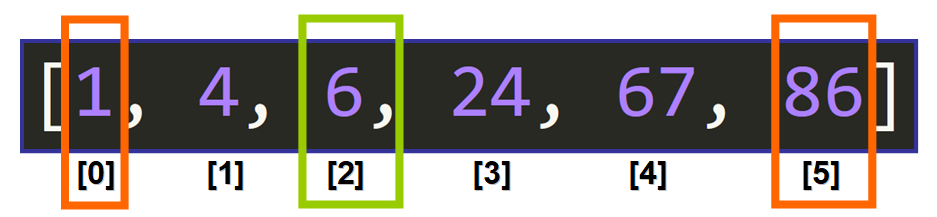 [1, 4, 6, 24, 67, 86]
[0] [1] [2] [3] [4] [5]